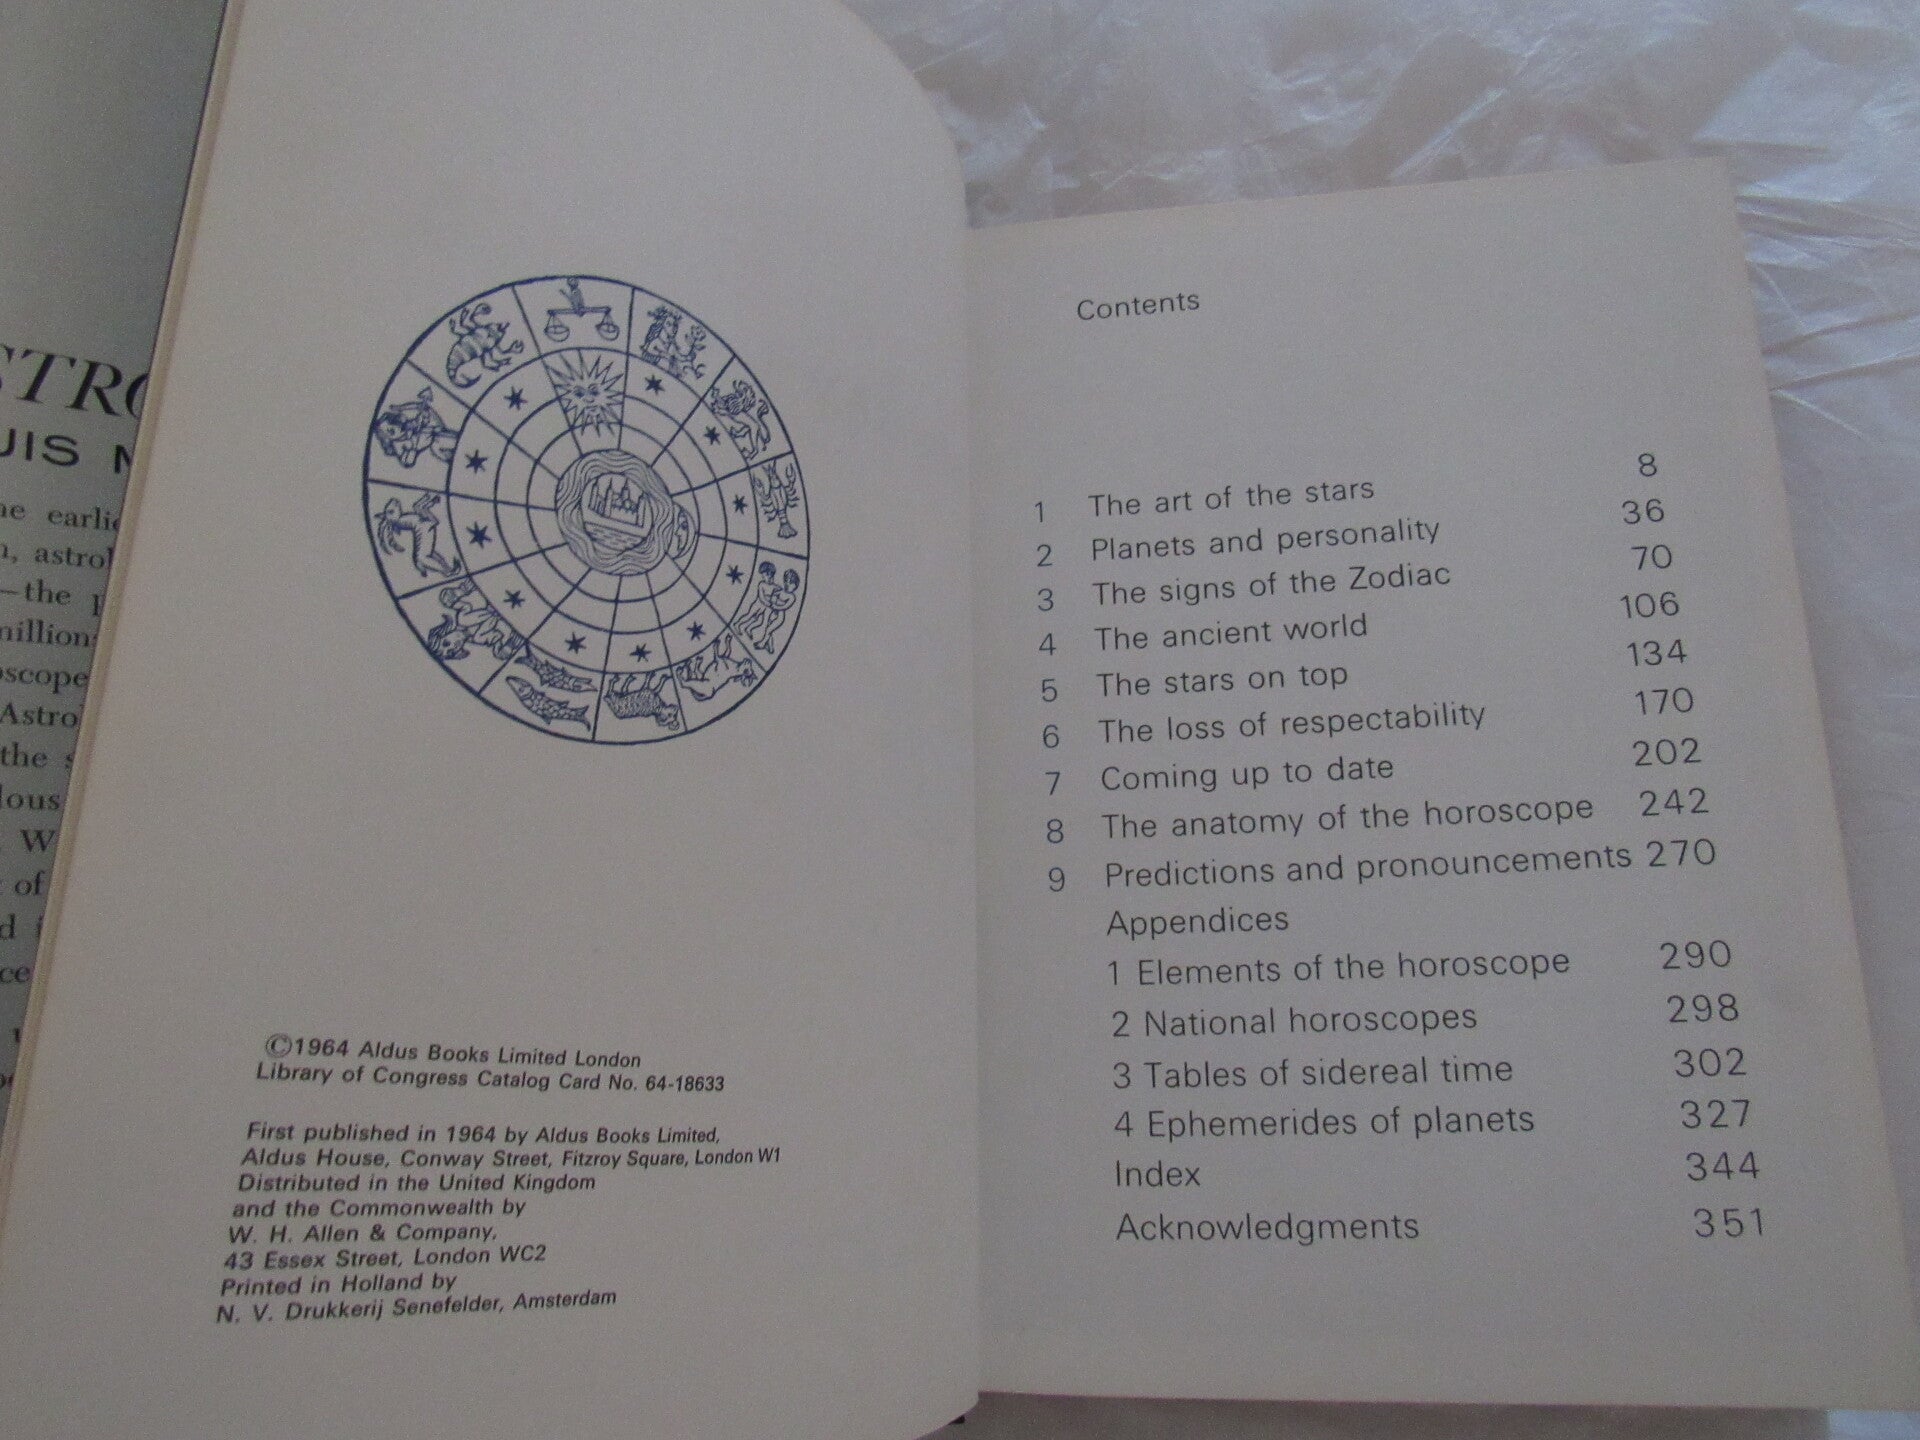 UIS
earli
astrol
the
Astro
the
W
of
©1964 Aldus Books Limited London
Library of Congress Catalog Card No. 64-18633
First published in 1964 by Aldus Books Limited,
Aldus House, Conway Street, Fitzroy Square, London W1
Distributed in the United Kingdom
and the Commonwealth by
W. H. Allen & Company,
43 Essex Street, London WC2
Printed in Holland by
N. V. Drukkerij Senefelder, Amsterdam
Contents
1 The art of the stars 8
2 Planets and personality 36
3 The signs of the Zodiac 70
4 The ancient world 106
5 The stars on top 134
6 The loss of respectability 170
7 Coming up to date 202
8 The anatomy of the horoscope 242
9 Predictions and pronouncements 270
Appendices
1 Elements of the horoscope 290
2 National horoscopes 298
3 Tables of sidereal time 302
4 Ephemerides of planets 327
Index 344
Acknowledgments 351